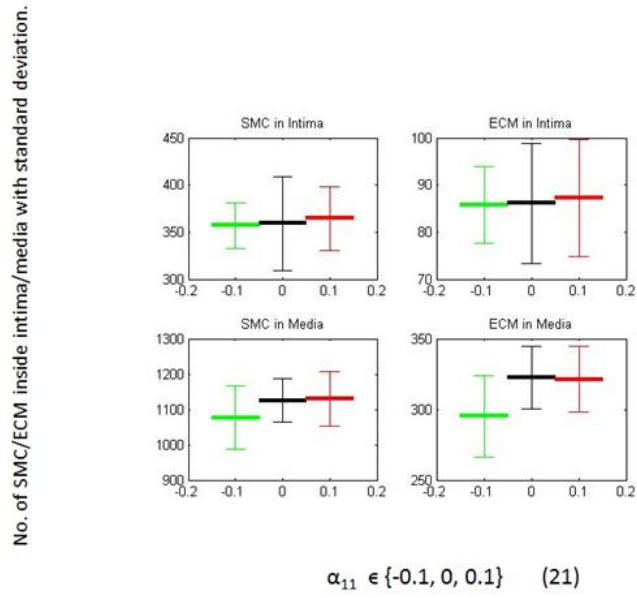 No. of SMC/ECM inside intima/media with standard deviation.
SMC in Intima
450
400
350
300
-0.2 -0.1 0 0.1 0.2
ECM in Intima
100
90
80
70
-0.2 -0.1 0 0.1 0.2
SMC in Media
1300
1200
1100
1000
900
-0.2 -0.1 0 0.1 0.2
ECM in Media
350
300
250
-0.2 -0.1 0 0.1 0.2
α₁₁ ϵ {-0.1, 0, 0.1} (21)